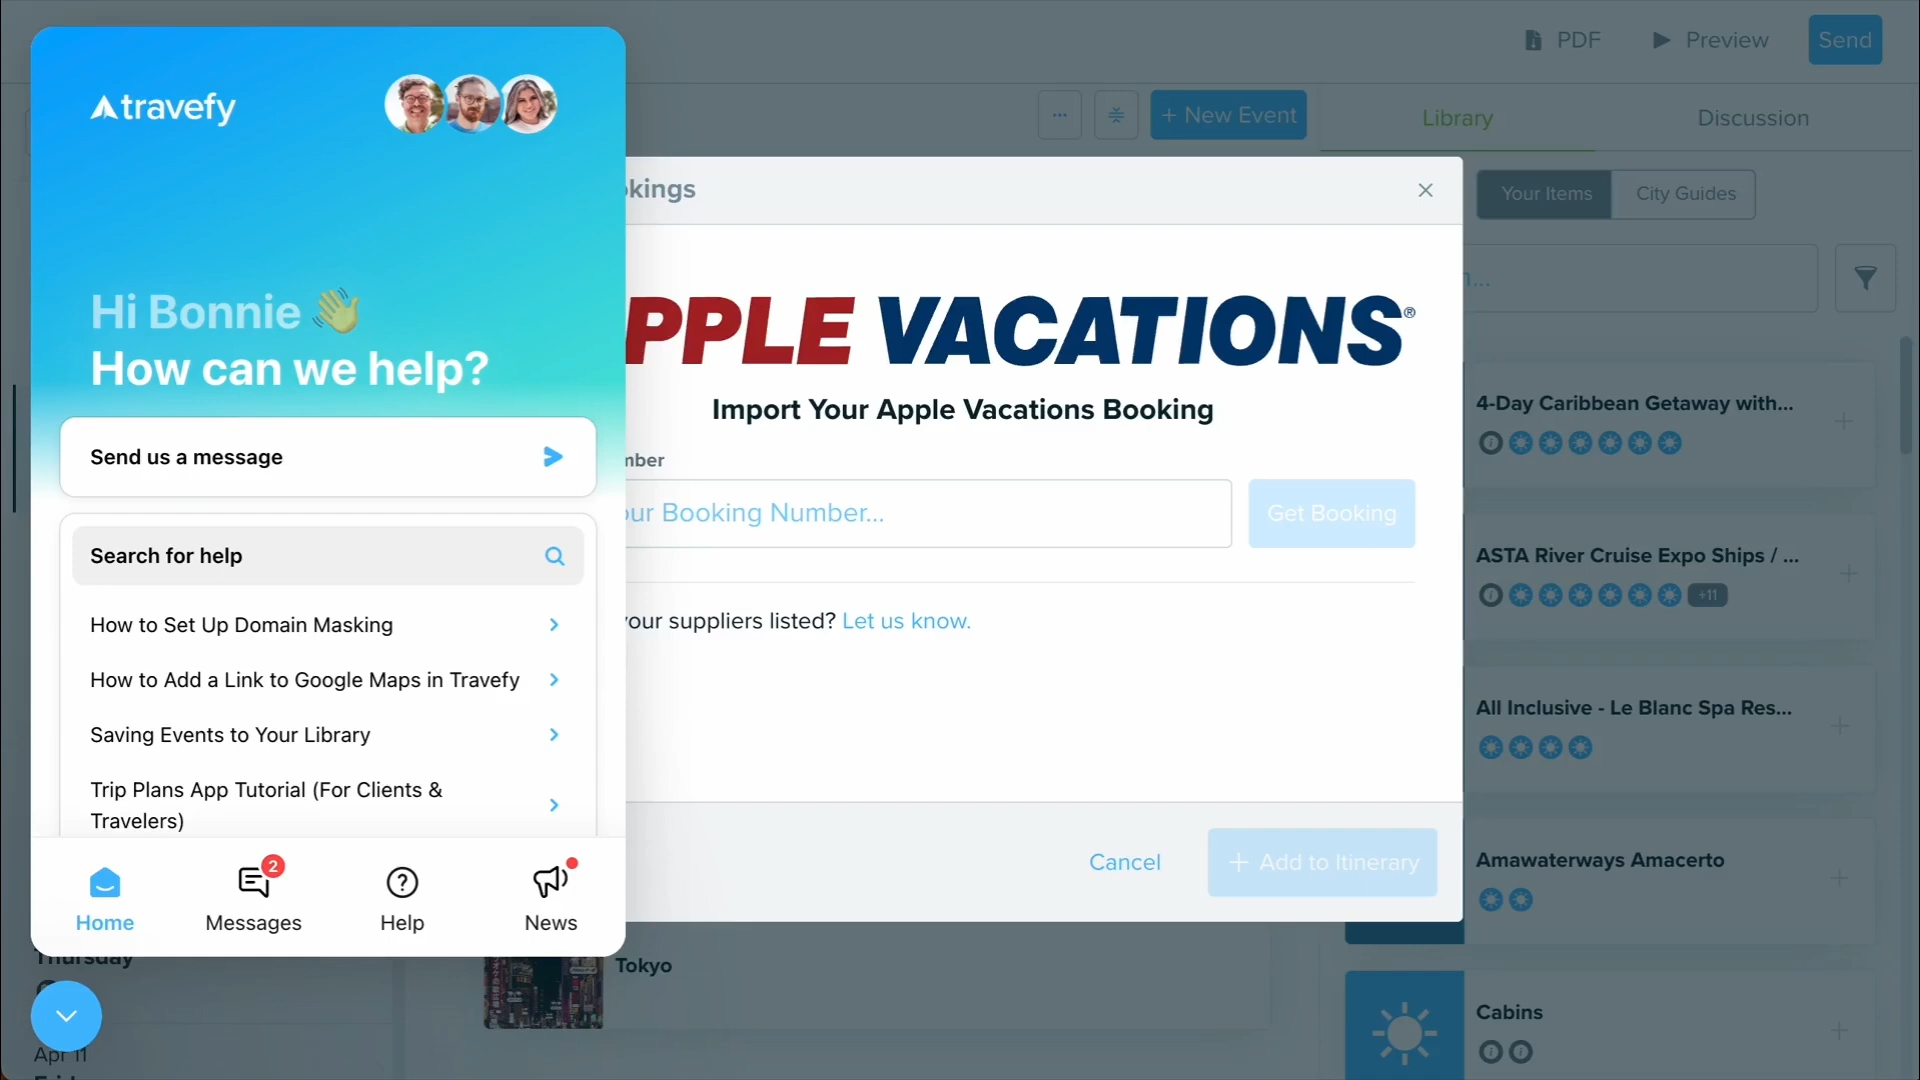 PDF
Preview
Send
travefy
...
+ New Event
Library
Discussion
Your Items
City Guides
Hi Bonnie 👋
How can we help?
Send us a message
Search for help
How to Set Up Domain Masking
How to Add a Link to Google Maps in Travefy
Saving Events to Your Library
Trip Plans App Tutorial (For Clients &
Travelers)
Home
2
Messages
Help
News
okings
PPLE VACATIONS®
Import Your Apple Vacations Booking
mber
our Booking Number...
Get Booking
your suppliers listed? Let us know.
Cancel
+ Add to Itinerary
4-Day Caribbean Getaway with...
ASTA River Cruise Expo Ships / ...
+11
All Inclusive - Le Blanc Spa Res...
Amawaterways Amacerto
Cabins
Thursday
Apr 11
Tokyo